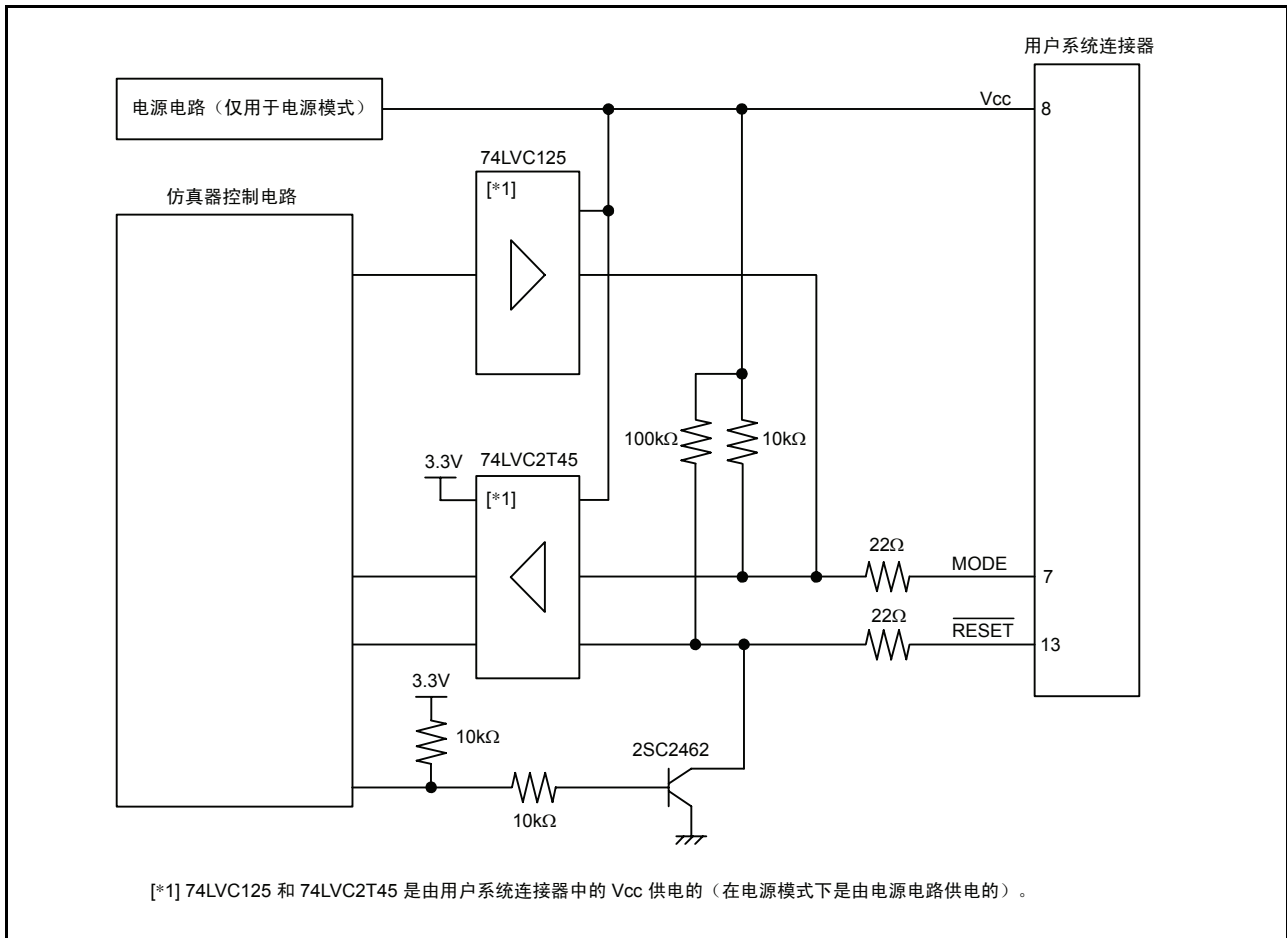 用户系统连接器
电源电路（仅用于电源模式）
Vcc
8
74LVC125
[*1]
仿真器控制电路
100kΩ
10kΩ
3.3V
74LVC2T45
[*1]
22Ω
MODE
7
22Ω
RESET
13
3.3V
10kΩ
2SC2462
10kΩ
[*1] 74LVC125 和 74LVC2T45 是由用户系统连接器中的 Vcc 供电的（在电源模式下是由电源电路供电的）。